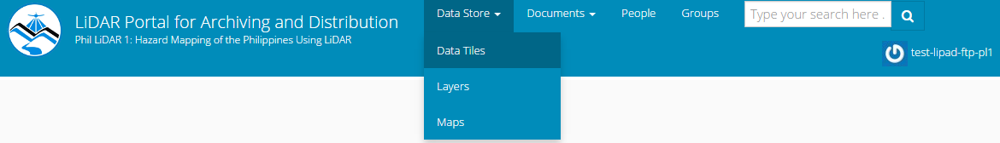 LiDAR Portal for Archiving and Distribution
Phil LiDAR 1: Hazard Mapping of the Philippines Using LiDAR
Data Store
Documents
People
Groups
Type your search here .
test-lipad-ftp-pl1
Data Tiles
Layers
Maps